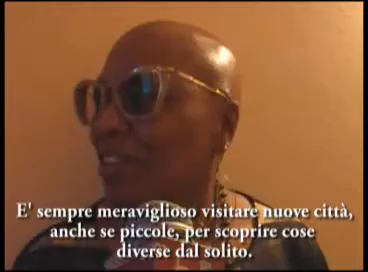 E' sempre meraviglioso visitare nuove città,
anche se piccole, per scoprire cose
diverse dal solito.